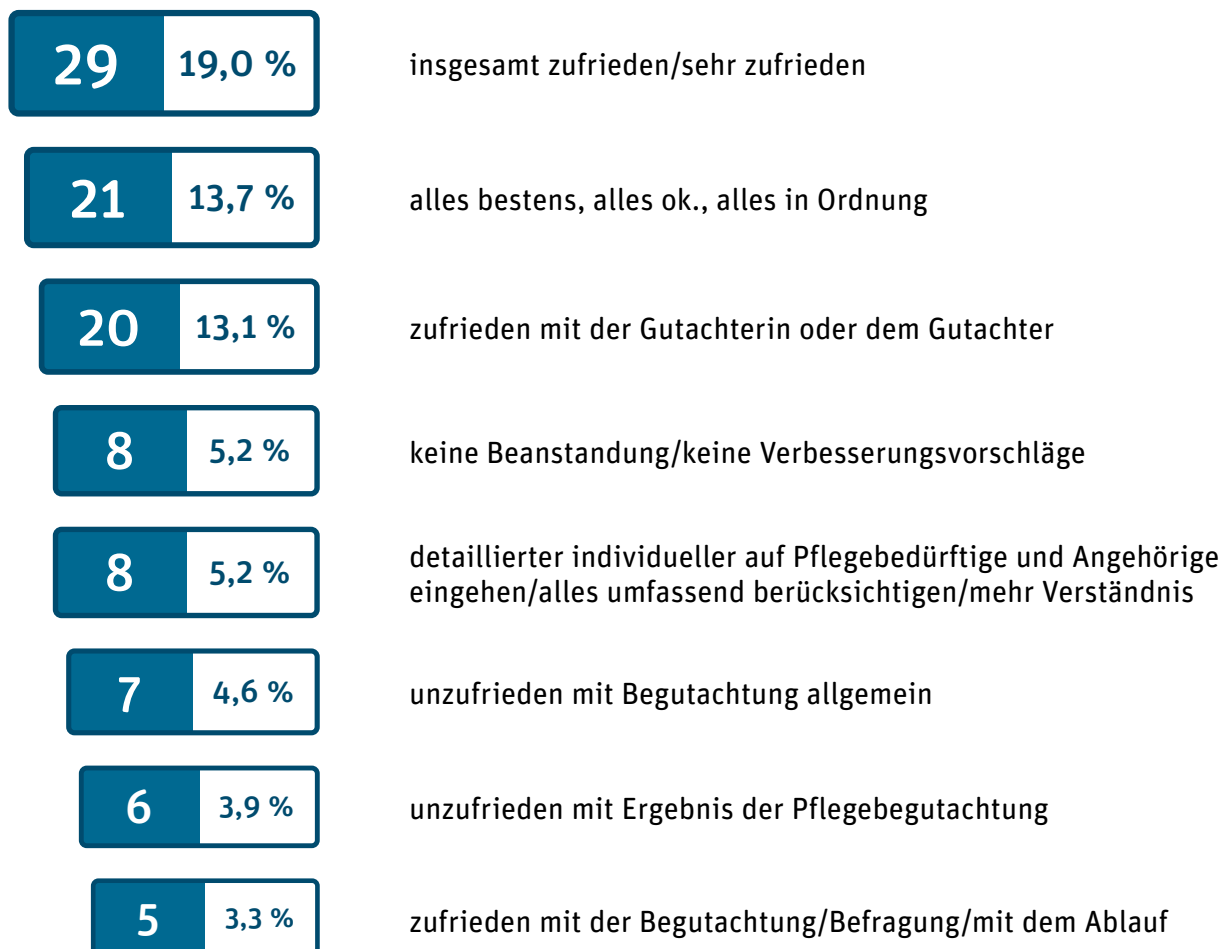 29 19,0 % insgesamt zufrieden/sehr zufrieden
21 13,7 % alles bestens, alles ok., alles in Ordnung
20 13,1 % zufrieden mit der Gutachterin oder dem Gutachter
8 5,2 % keine Beanstandung/keine Verbesserungsvorschläge
8 5,2 % detaillierter individueller auf Pflegebedürftige und Angehörige
eingehen/alles umfassend berücksichtigen/mehr Verständnis
7 4,6 % unzufrieden mit Begutachtung allgemein
6 3,9 % unzufrieden mit Ergebnis der Pflegebegutachtung
5 3,3 % zufrieden mit der Begutachtung/Befragung/mit dem Ablauf